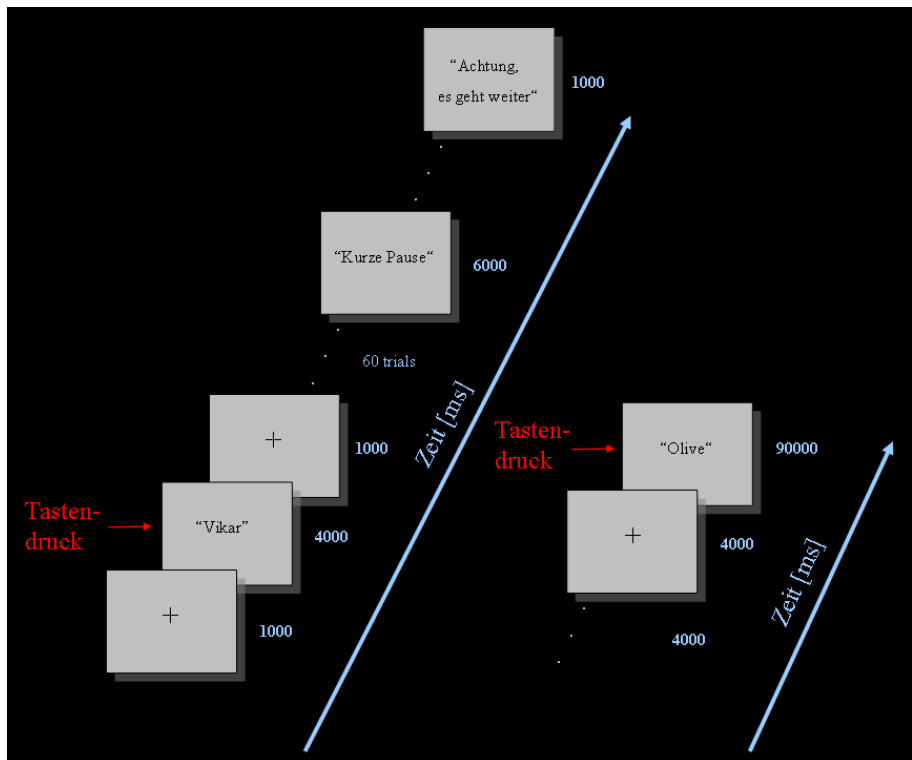 “Achtung,
es geht weiter“
1000
“Kurze Pause“
6000
60 trials
1000
Zeit [ms]
Tasten-
druck
“Vikar”
4000
1000
Tasten-
druck
“Olive“
90000
4000
Zeit [ms]
4000